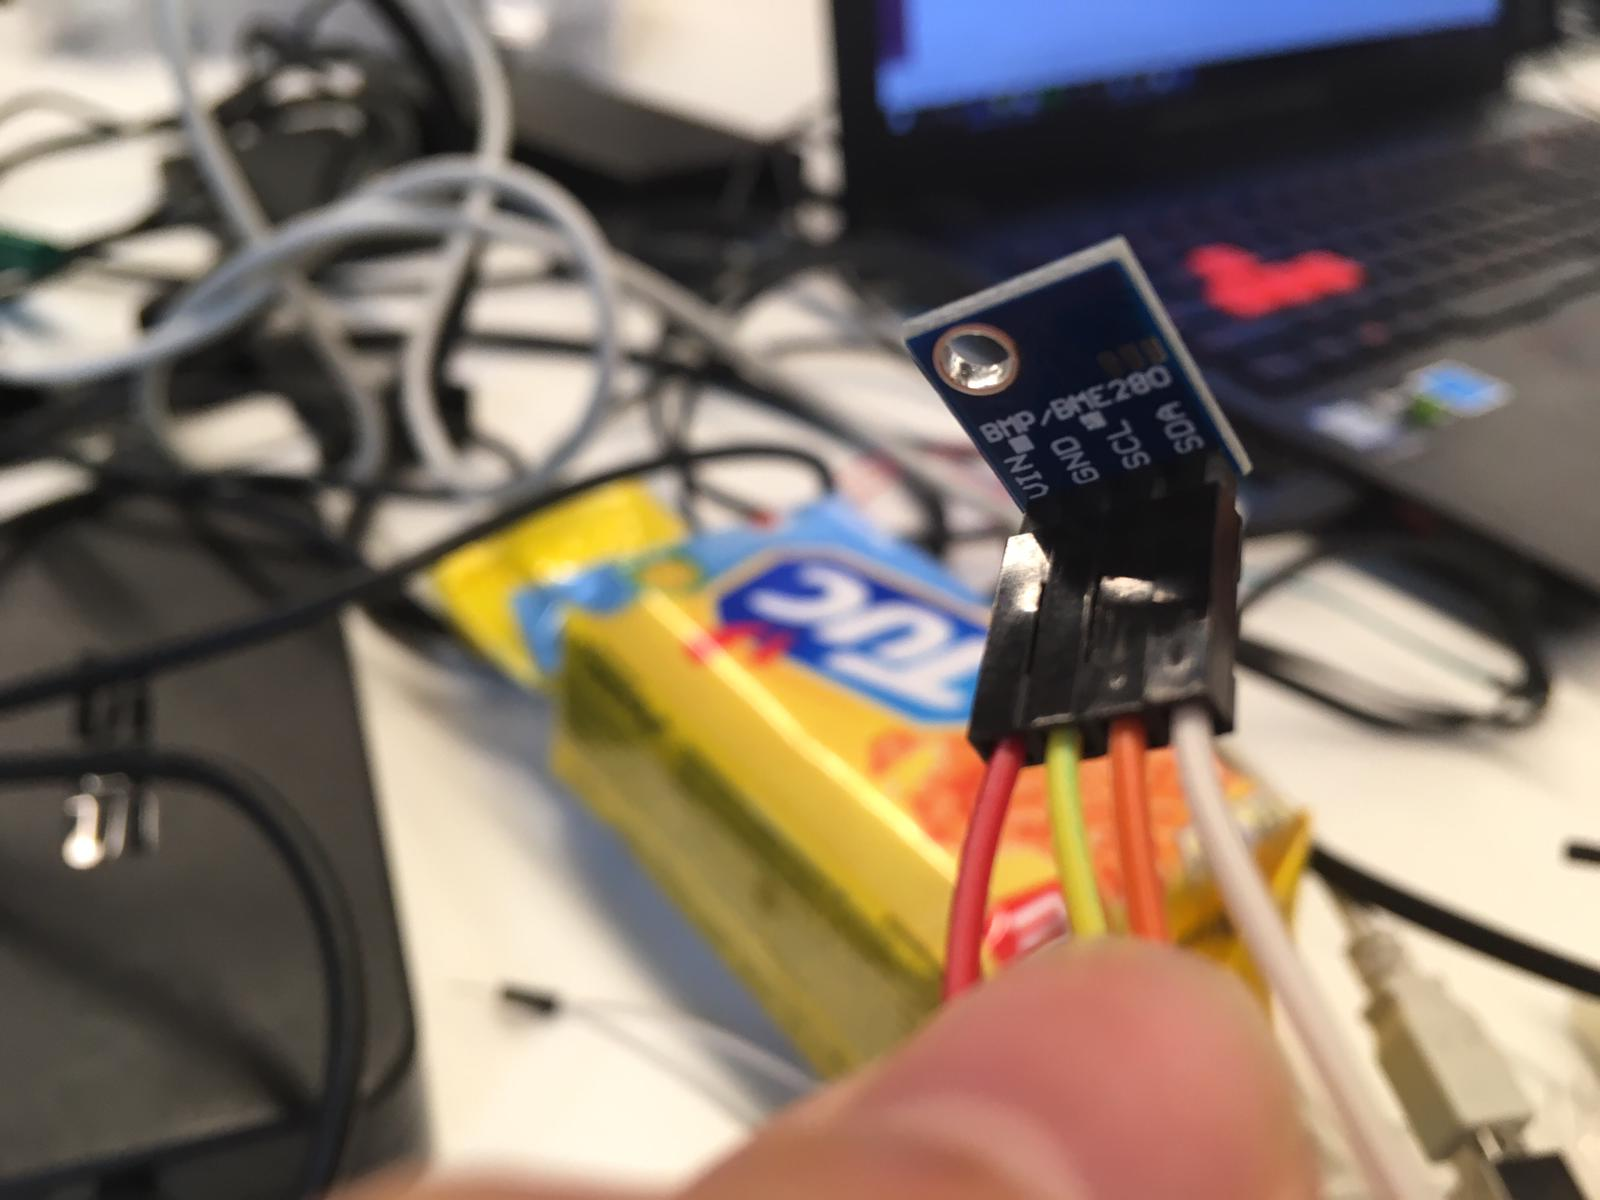 BMP/BME280
VIN
GND
SCL
SDA
TUC